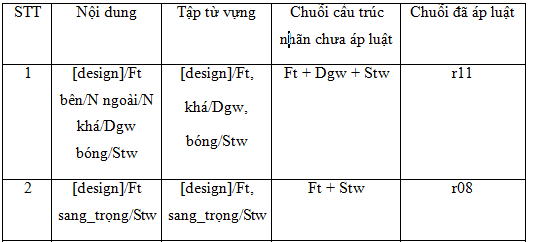 STT Nội dung Tập từ vựng Chuỗi cấu trúc Chuỗi đã áp luật
nhãn chưa áp luật
1 [design]/Ft [design]/Ft, Ft + Dgw + Stw r11
bên/N ngoài/N khá/Dgw,
khá/Dgw bóng/Stw
bóng/Stw
2 [design]/Ft [design]/Ft, Ft + Stw r08
sang_trọng/Stw sang_trọng/Stw